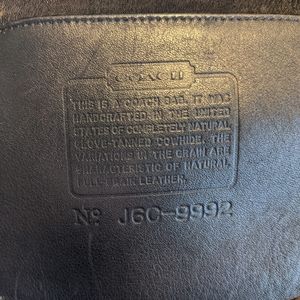 COACH
THIS IS A COACH BAG. IT WAS
HANDCRAFTED IN THE UNITED
STATES OF COMPLETELY NATURAL
GLOVE-TANNED COWHIDE. THE
VARIATIONS IN THE GRAIN ARE
CHARACTERISTIC OF NATURAL
FULL-GRAIN LEATHER.
No J6C-9992